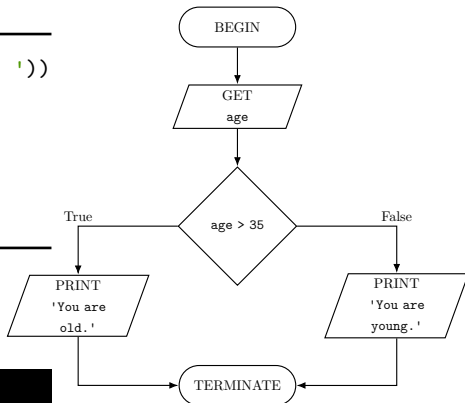 BEGIN
'))
GET
age
age > 35
True
False
PRINT
'You are
old.'
PRINT
'You are
young.'
TERMINATE